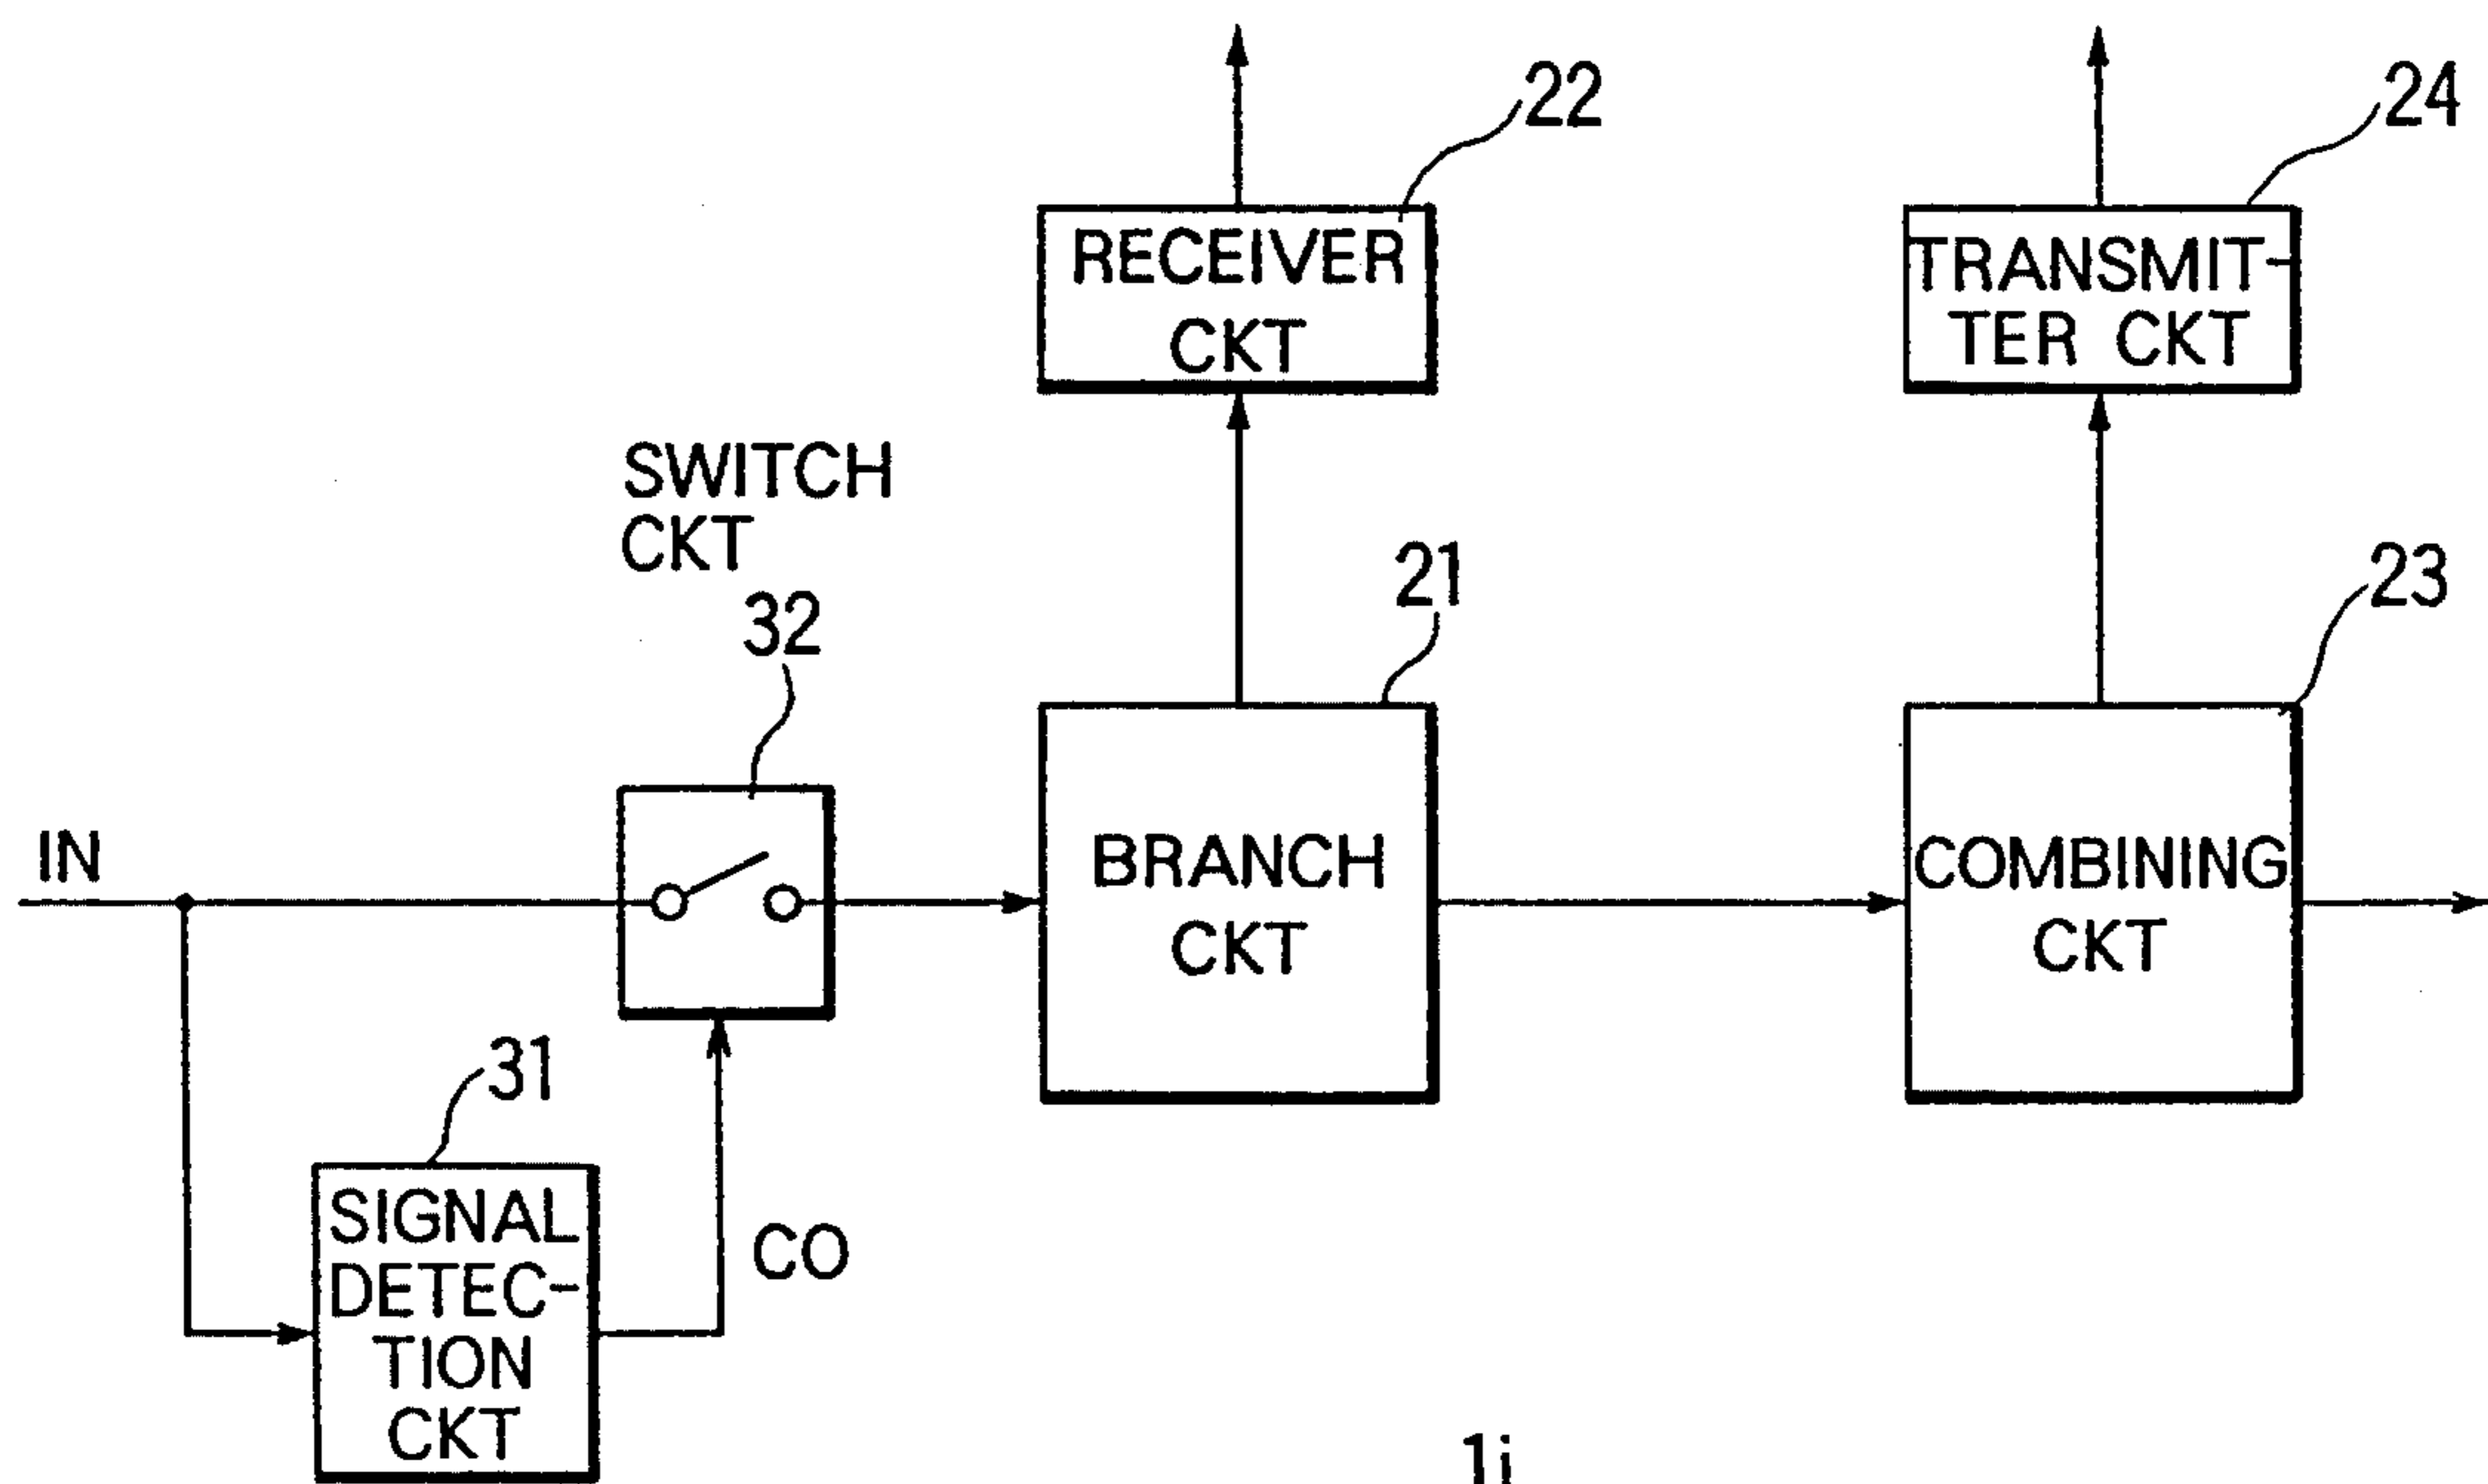 22
24
RECEIVER
CKT
TRANSMIT-
TER CKT
SWITCH
CKT
32
21
23
IN
BRANCH
CKT
COMBINING
CKT
31
SIGNAL
DETEC-
TION
CKT
CO
1i